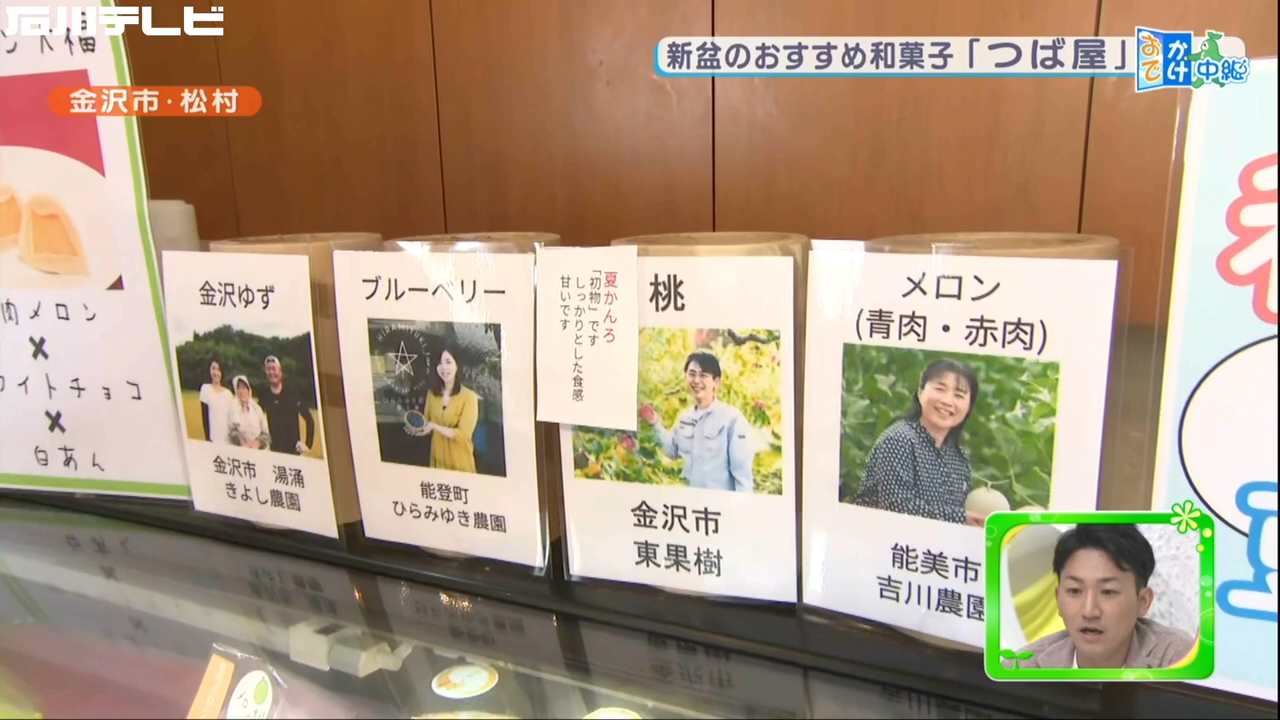 石川テレビ
新盆のおすすめ和菓子「つば屋」
おでかけ中継
金沢市・松村
大福
肉メロン
×
ワイトチョコ
×
白あん
金沢ゆず
金沢市 湯涌
きよし農園
ブルーベリー
HIRAMIYUKI
能登町
ひらみゆき農園
夏かんろ
「初物」です
しっかりとした食感
甘いです
桃
金沢市
東果樹
メロン
(青肉・赤肉)
能美市
吉川農園